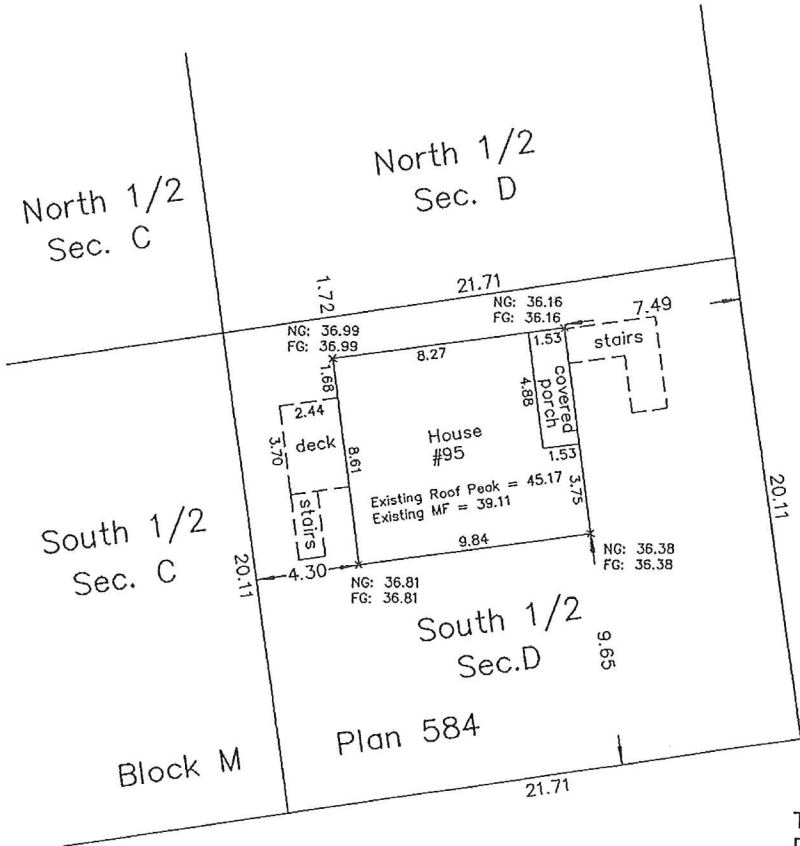 North 1/2
Sec. C
North 1/2
Sec. D
1.72
21.71
NG: 36.99
FG: 36.99
NG: 36.16
FG: 36.16
7.49
8.27
1.53
stairs
1.68
4.88
covered
porch
2.44
deck
3.70
8.61
House
#95
1.53
3.75
Existing Roof Peak = 45.17
Existing MF = 39.11
stairs
9.84
South 1/2
Sec. C
20.11
20.11
4.30
NG: 36.81
FG: 36.81
NG: 36.38
FG: 36.38
South 1/2
Sec.D
9.65
Block M
Plan 584
21.71